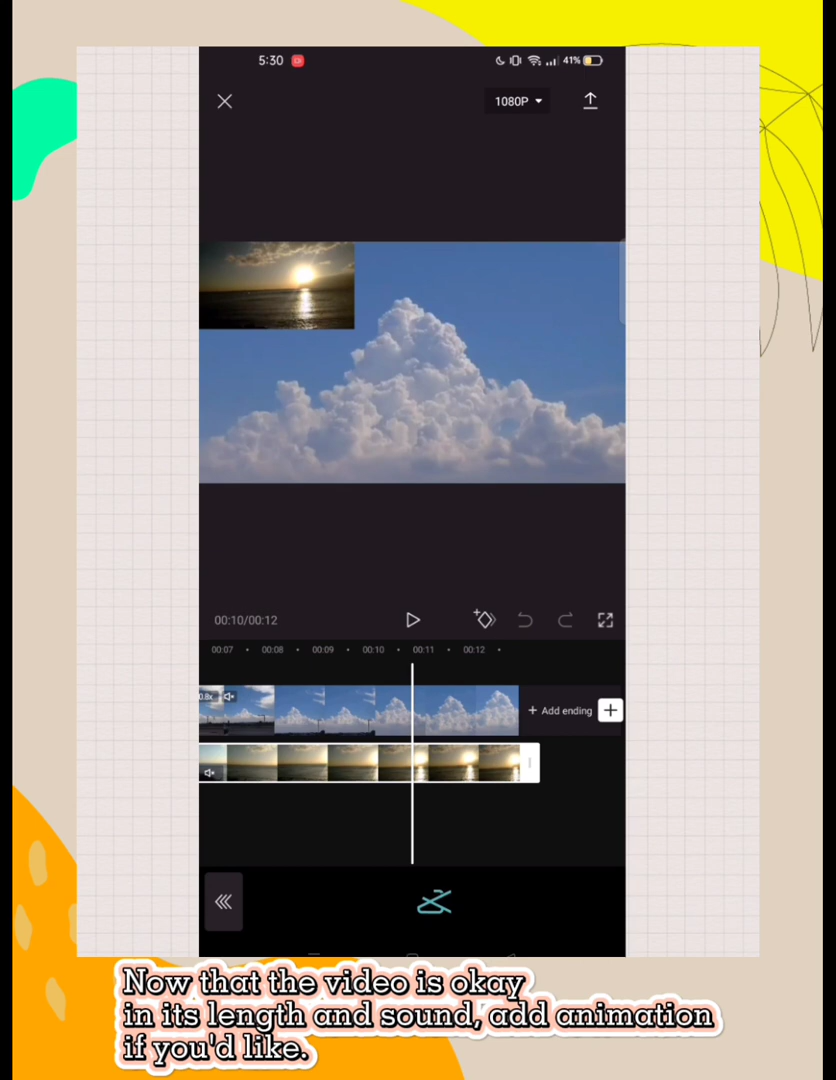 5:30
41%
1080P
00:10/00:12
00:07 00:08 00:09 00:10 00:11 00:12
0.8x
+ Add ending
Now that the video is okay
in its length and sound, add animation
if you'd like.